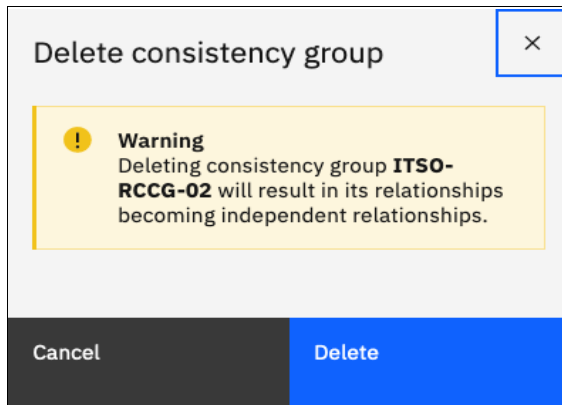 Delete consistency group
Warning
Deleting consistency group ITSO-
RCCG-02 will result in its relationships
becoming independent relationships.
Cancel
Delete